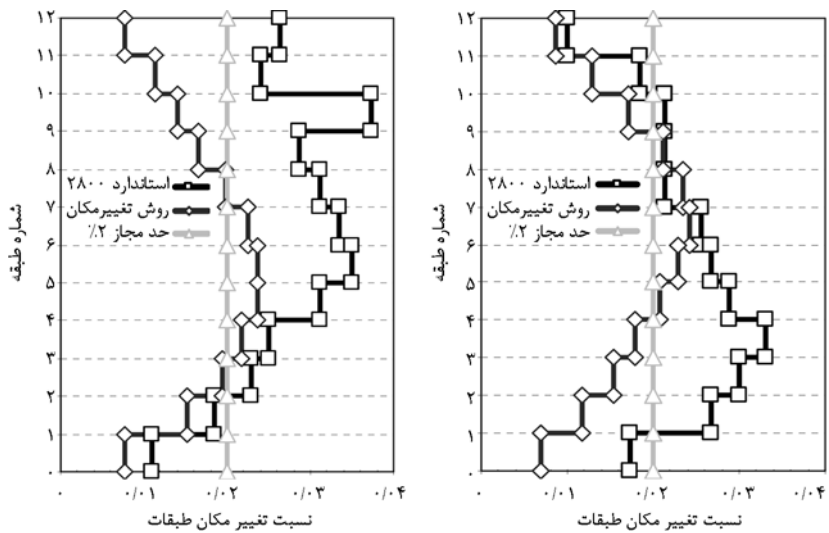 ۱۲
۱۱
۱۰
۹
۸
۷
۶
۵
۴
۳
۲
۱
۰
شماره طبقه
استاندارد ۲۸۰۰
روش تغییرمکان
حد مجاز ۲٪
۰ ۰/۰۱ ۰/۰۲ ۰/۰۳ ۰/۰۴
نسبت تغییر مکان طبقات
۱۲
۱۱
۱۰
۹
۸
۷
۶
۵
۴
۳
۲
۱
۰
شماره طبقه
استاندارد ۲۸۰۰
روش تغییرمکان
حد مجاز ۲٪
۰ ۰/۰۱ ۰/۰۲ ۰/۰۳ ۰/۰۴
نسبت تغییر مکان طبقات